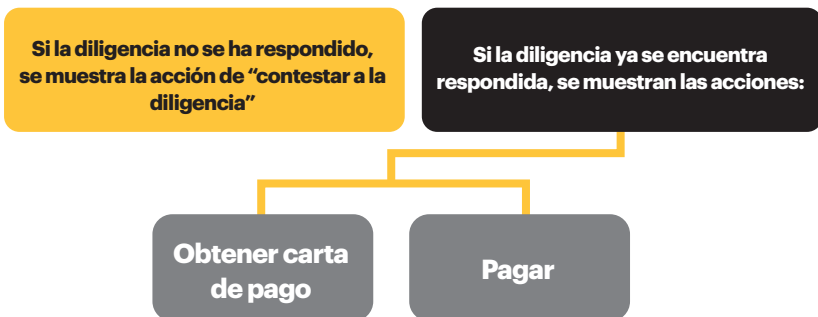 Si la diligencia no se ha respondido,
se muestra la acción de “contestar a la
diligencia”
Si la diligencia ya se encuentra
respondida, se muestran las acciones:
Obtener carta
de pago
Pagar